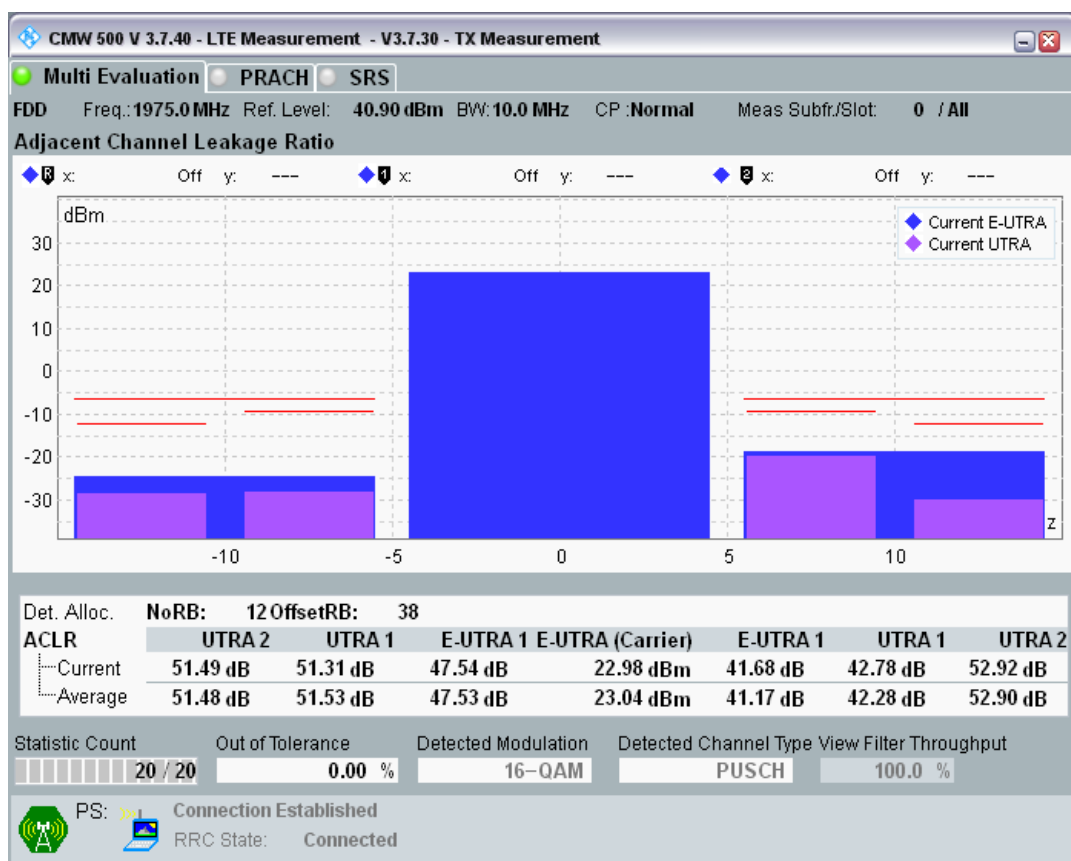 CMW 500 V 3.7.40 - LTE Measurement - V3.7.30 - TX Measurement
Multi Evaluation PRACH SRS
FDD Freq.: 1975.0 MHz Ref. Level: 40.90 dBm BW: 10.0 MHz CP : Normal Meas Subfr./Slot: 0 / All
Adjacent Channel Leakage Ratio
R x: Off y: --- 1 x: Off y: --- 2 x: Off y: ---
dBm
Current E-UTRA
Current UTRA
30
20
10
0
-10
-20
-30
z
-10 -5 0 5 10
Det. Alloc. NoRB: 12 OffsetRB: 38
ACLR UTRA 2 UTRA 1 E-UTRA 1 E-UTRA (Carrier) E-UTRA 1 UTRA 1 UTRA 2
Current 51.49 dB 51.31 dB 47.54 dB 22.98 dBm 41.68 dB 42.78 dB 52.92 dB
Average 51.48 dB 51.53 dB 47.53 dB 23.04 dBm 41.17 dB 42.28 dB 52.90 dB
Statistic Count Out of Tolerance Detected Modulation Detected Channel Type View Filter Throughput
20 / 20 0.00 % 16-QAM PUSCH 100.0 %
PS: Connection Established
RRC State: Connected